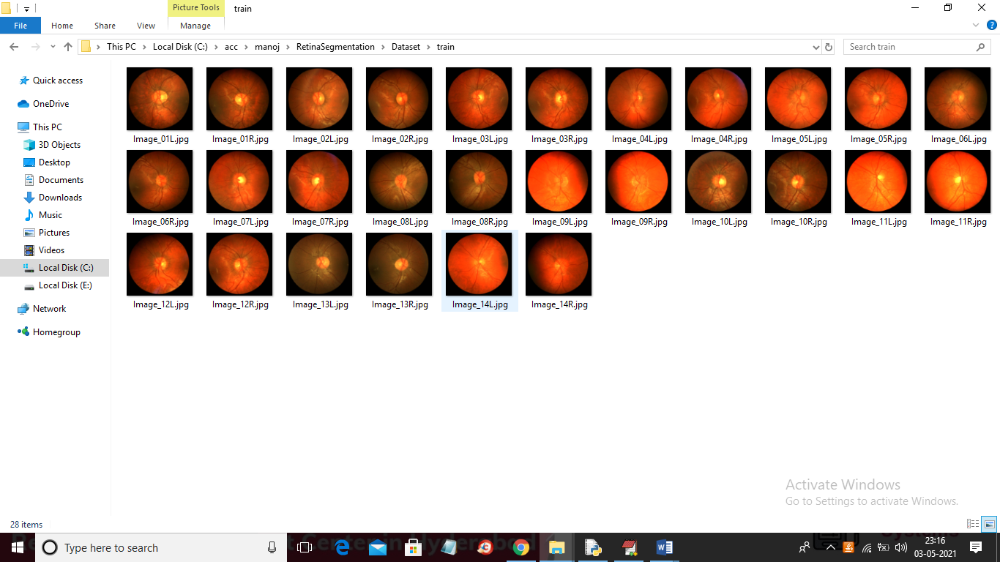 Picture Tools train
File Home Share View Manage
This PC Local Disk (C:) acc manoj RetinaSegmentation Dataset train
Search train
Quick access
OneDrive
This PC
3D Objects
Desktop
Documents
Downloads
Music
Pictures
Videos
Local Disk (C:)
Local Disk (E:)
Network
Homegroup
Image_01L.jpg Image_01R.jpg Image_02L.jpg Image_02R.jpg Image_03L.jpg Image_03R.jpg Image_04L.jpg Image_04R.jpg Image_05L.jpg Image_05R.jpg Image_06L.jpg
Image_06R.jpg Image_07L.jpg Image_07R.jpg Image_08L.jpg Image_08R.jpg Image_09L.jpg Image_09R.jpg Image_10L.jpg Image_10R.jpg Image_11L.jpg Image_11R.jpg
Image_12L.jpg Image_12R.jpg Image_13L.jpg Image_13R.jpg Image_14L.jpg Image_14R.jpg
Activate Windows
Go to Settings to activate Windows.
28 items
Type here to search
Center in Hyderabad
Systems
23:16
03-05-2021